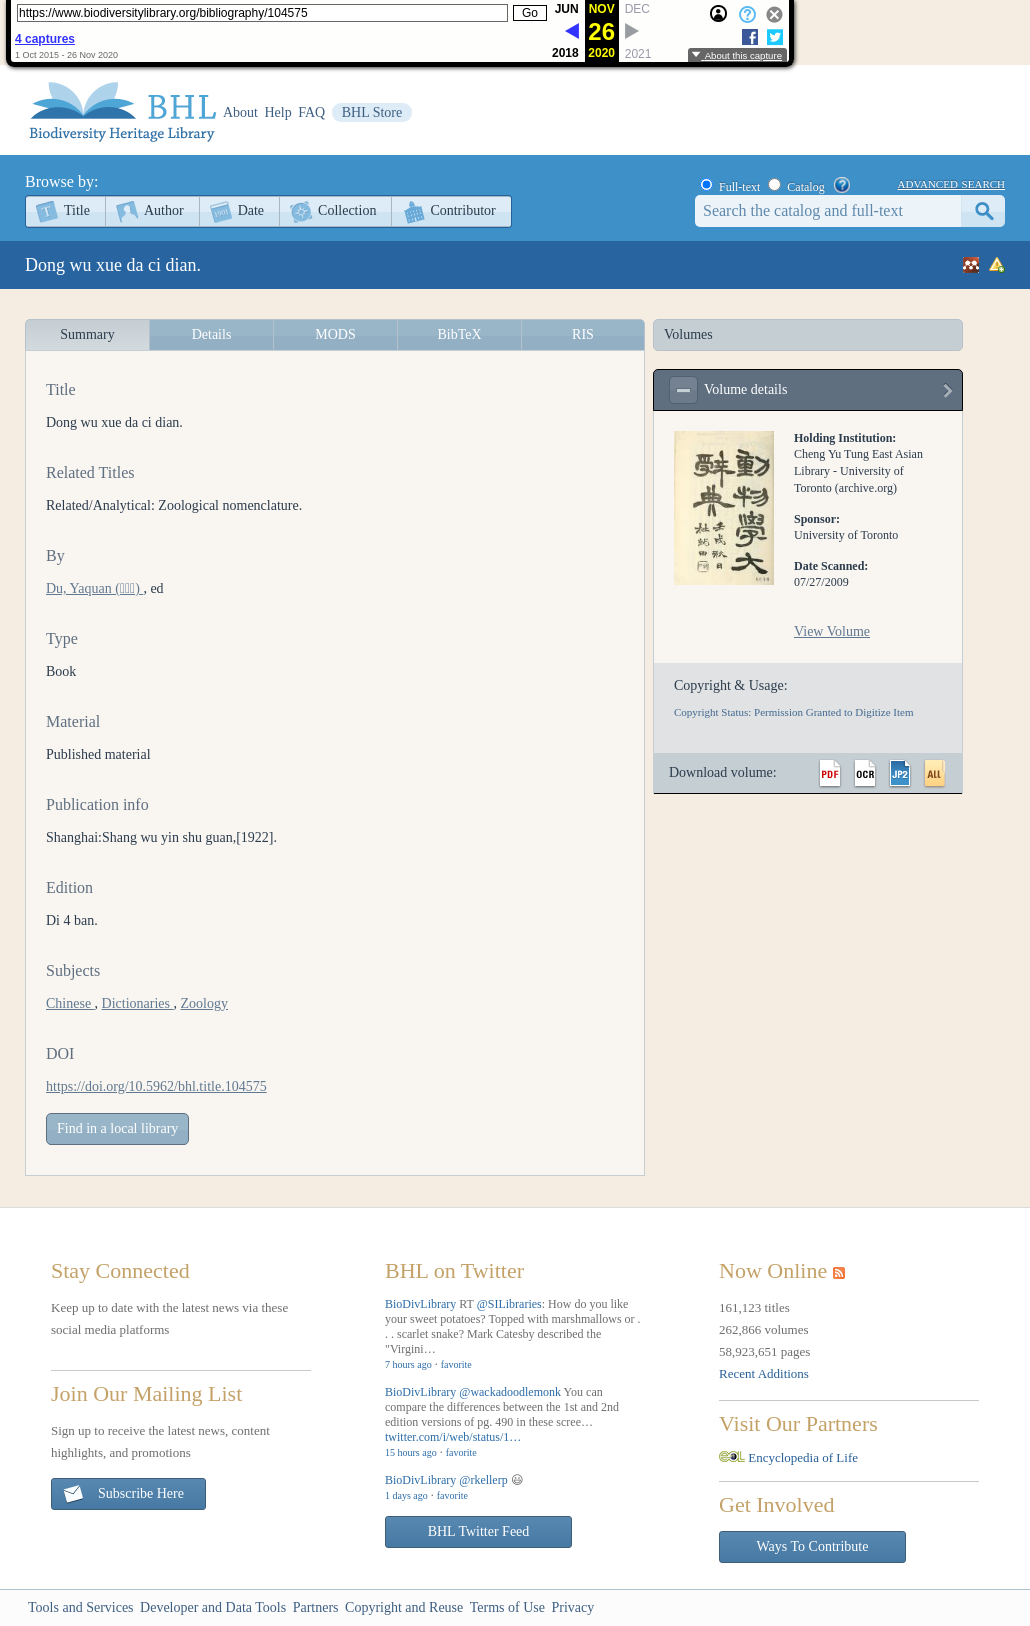 https://www.biodiversitylibrary.org/bibliography/104575
Go
JUN NOV DEC
4 captures
26
1 Oct 2015 - 26 Nov 2020
2018 2020 2021
About this capture
BHL
Biodiversity Heritage Library
About Help FAQ BHL Store
Browse by:
Title Author Date Collection Contributor
Full-text Catalog ? ADVANCED SEARCH
Search the catalog and full-text
Dong wu xue da ci dian.
Summary Details MODS BibTeX RIS
Title
Dong wu xue da ci dian.
Related Titles
Related/Analytical: Zoological nomenclature.
By
Du, Yaquan (▯▯▯) , ed
Type
Book
Material
Published material
Publication info
Shanghai:Shang wu yin shu guan,[1922].
Edition
Di 4 ban.
Subjects
Chinese , Dictionaries , Zoology
DOI
https://doi.org/10.5962/bhl.title.104575
Find in a local library
Volumes
Volume details
動物學大
辭典
Holding Institution:
Cheng Yu Tung East Asian
Library - University of
Toronto (archive.org)
Sponsor:
University of Toronto
Date Scanned:
07/27/2009
View Volume
Copyright & Usage:
Copyright Status: Permission Granted to Digitize Item
Download volume: PDF OCR JP2 ALL
Stay Connected
Keep up to date with the latest news via these
social media platforms
Join Our Mailing List
Sign up to receive the latest news, content
highlights, and promotions
Subscribe Here
BHL on Twitter
BioDivLibrary RT @SILibraries: How do you like
your sweet potatoes? Topped with marshmallows or .
. . scarlet snake? Mark Catesby described the
"Virgini…
7 hours ago · favorite
BioDivLibrary @wackadoodlemonk You can
compare the differences between the 1st and 2nd
edition versions of pg. 490 in these scree…
twitter.com/i/web/status/1…
15 hours ago · favorite
BioDivLibrary @rkellerp 😃
1 days ago · favorite
BHL Twitter Feed
Now Online
161,123 titles
262,866 volumes
58,923,651 pages
Recent Additions
Visit Our Partners
EOL Encyclopedia of Life
Get Involved
Ways To Contribute
Tools and Services Developer and Data Tools Partners Copyright and Reuse Terms of Use Privacy